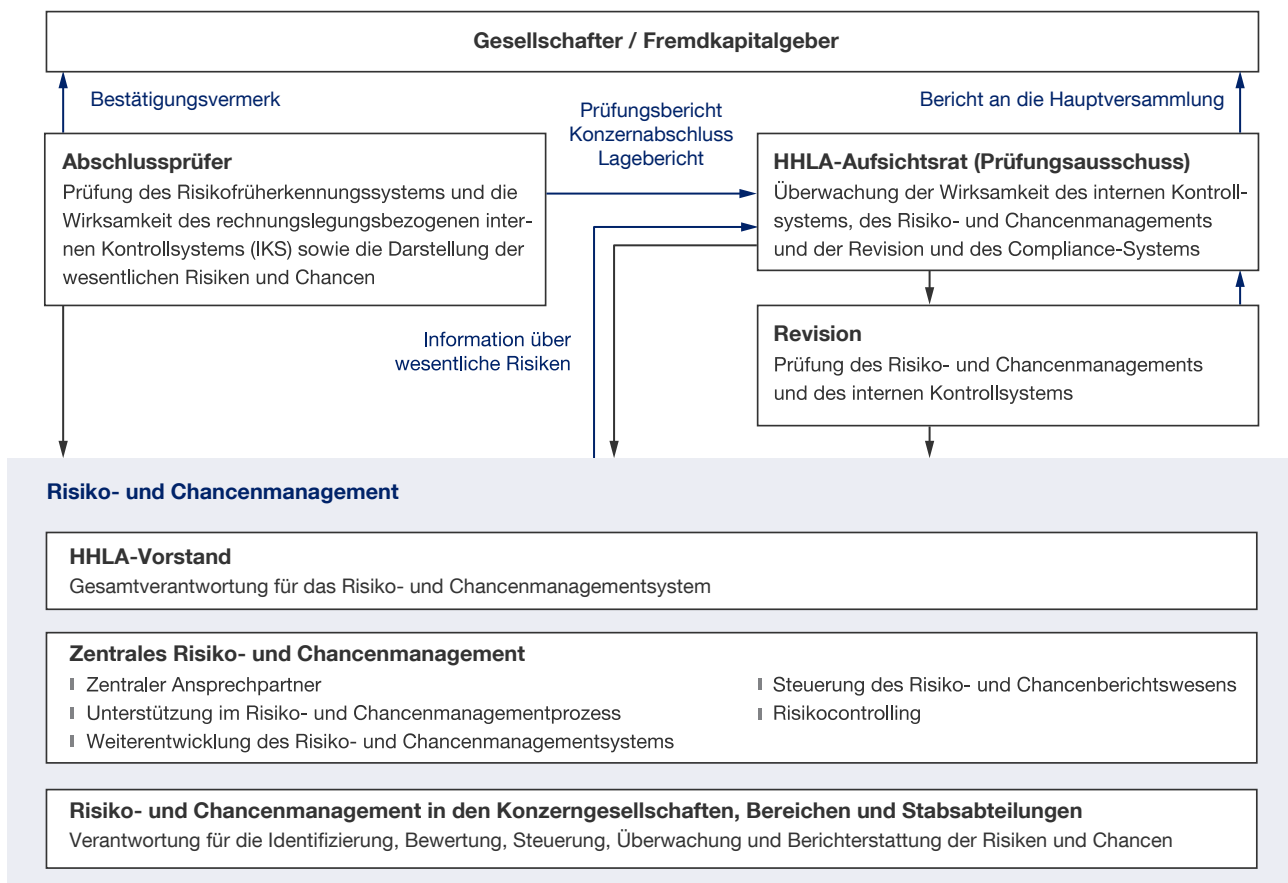 Gesellschafter / Fremdkapitalgeber
Bestätigungsvermerk
Prüfungsbericht
Konzernabschluss
Lagebericht
Bericht an die Hauptversammlung
Abschlussprüfer
Prüfung des Risikofrüherkennungssystems und die
Wirksamkeit des rechnungslegungsbezogenen inter-
nen Kontrollsystems (IKS) sowie die Darstellung der
wesentlichen Risiken und Chancen
HHLA-Aufsichtsrat (Prüfungsausschuss)
Überwachung der Wirksamkeit des internen Kontroll-
systems, des Risiko- und Chancenmanagements
und der Revision und des Compliance-Systems
Information über
wesentliche Risiken
Revision
Prüfung des Risiko- und Chancenmanagements
und des internen Kontrollsystems
Risiko- und Chancenmanagement
HHLA-Vorstand
Gesamtverantwortung für das Risiko- und Chancenmanagementsystem
Zentrales Risiko- und Chancenmanagement
Zentraler Ansprechpartner
Unterstützung im Risiko- und Chancenmanagementprozess
Weiterentwicklung des Risiko- und Chancenmanagementsystems
Steuerung des Risiko- und Chancenberichtswesens
Risikocontrolling
Risiko- und Chancenmanagement in den Konzerngesellschaften, Bereichen und Stabsabteilungen
Verantwortung für die Identifizierung, Bewertung, Steuerung, Überwachung und Berichterstattung der Risiken und Chancen